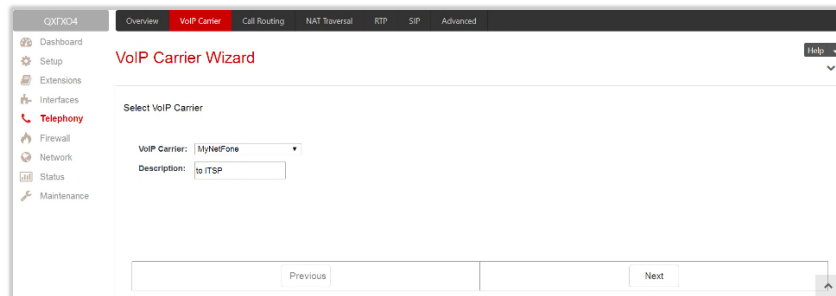 QXFXO4
Overview VoIP Carrier Call Routing NAT Traversal RTP SIP Advanced
Dashboard
Setup
Extensions
Interfaces
Telephony
Firewall
Network
Status
Maintenance
VoIP Carrier Wizard
Help
Select VoIP Carrier
VoIP Carrier: MyNetFone
Description: to ITSP
Previous Next